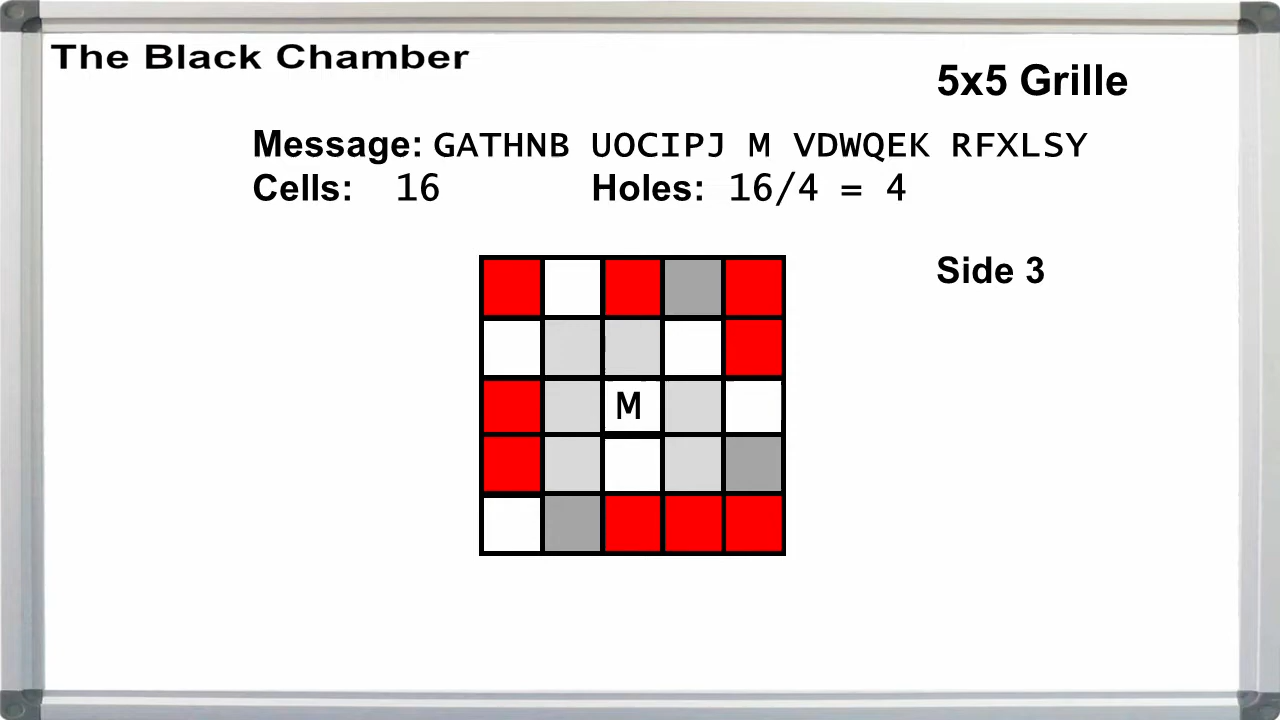 The Black Chamber
5x5 Grille
Message: GATHNB UOCIPJ M VDWQEK RFXLSY
Cells: 16 Holes: 16/4 = 4
Side 3
M